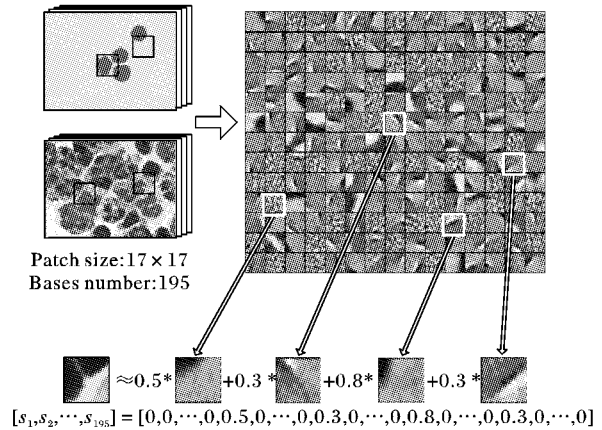 Patch size:17 × 17
Bases number:195
≈0.5* +0.3* +0.8* +0.3*
[s₁,s₂,⋯,s₁₉₅] = [0,0,⋯,0,0.5,0,⋯,0,0.3,0,⋯,0,0.8,0,⋯,0,0.3,0,⋯,0]